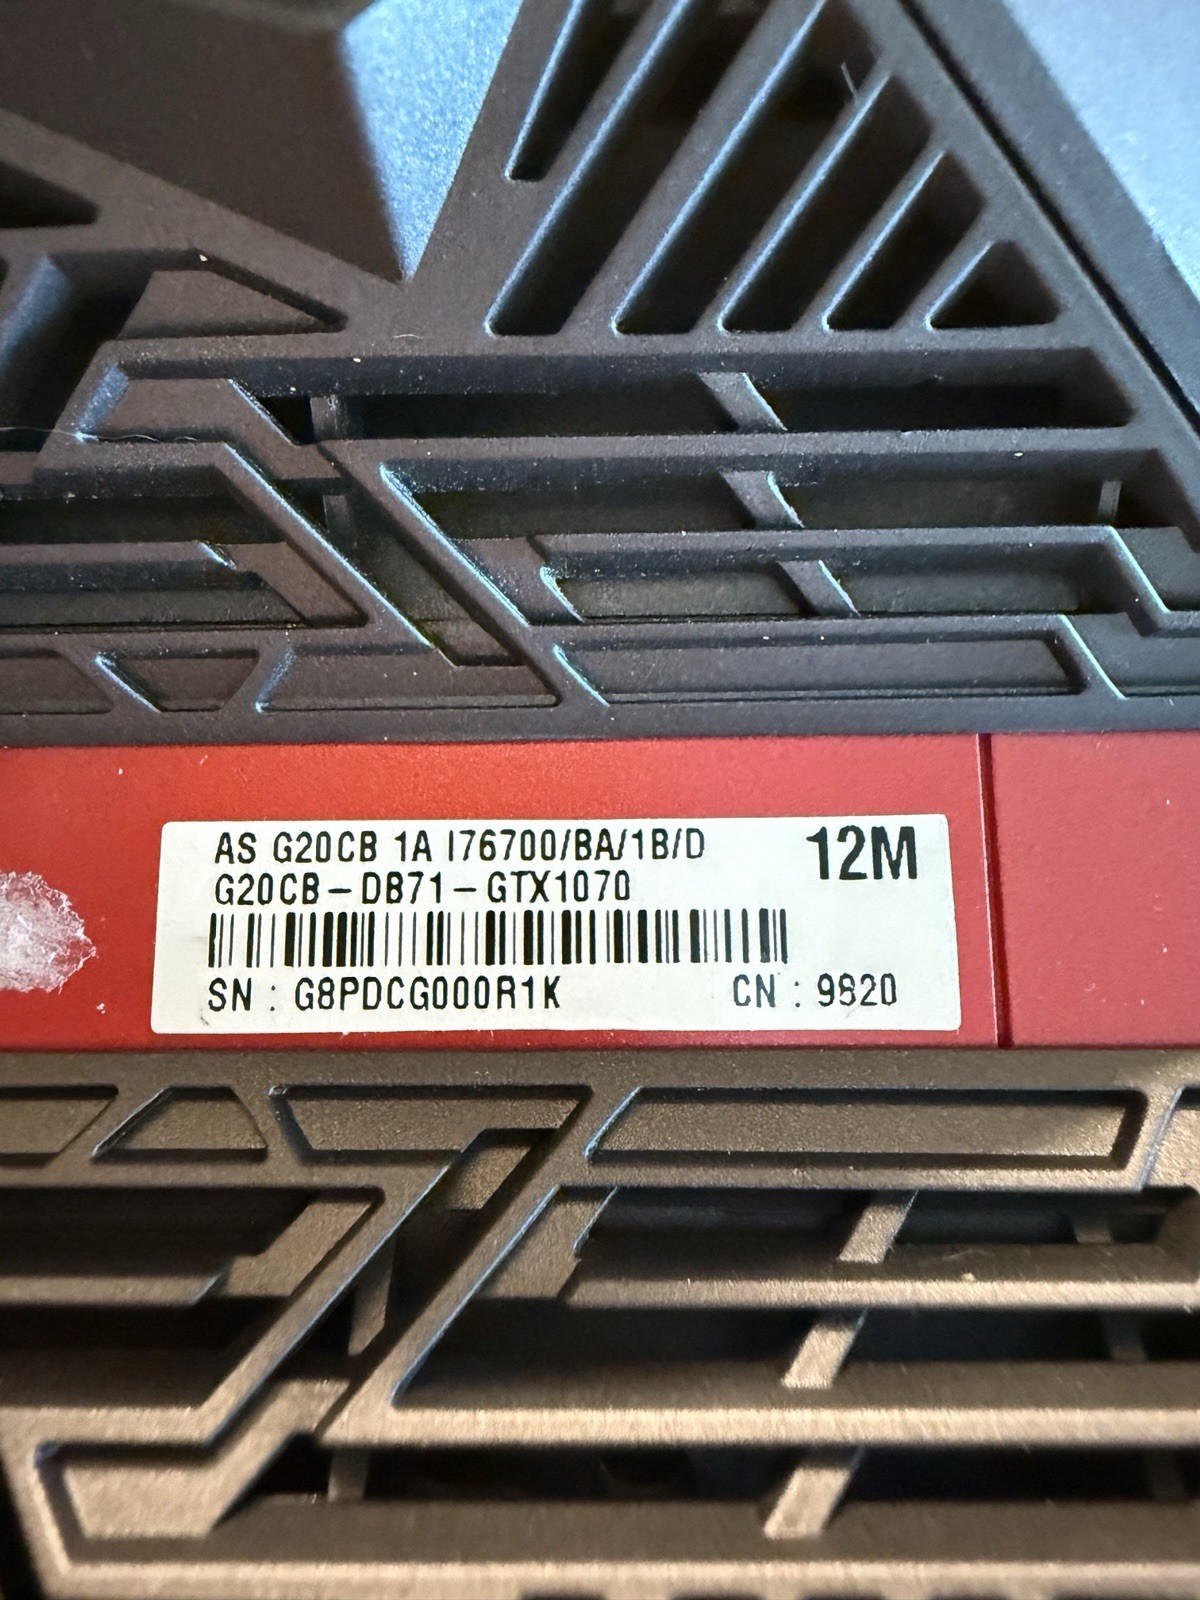 AS G20CB 1A I76700/BA/1B/D
12M
G20CB-DB71-GTX1070
SN : G8PDCG000R1K
CN : 9820